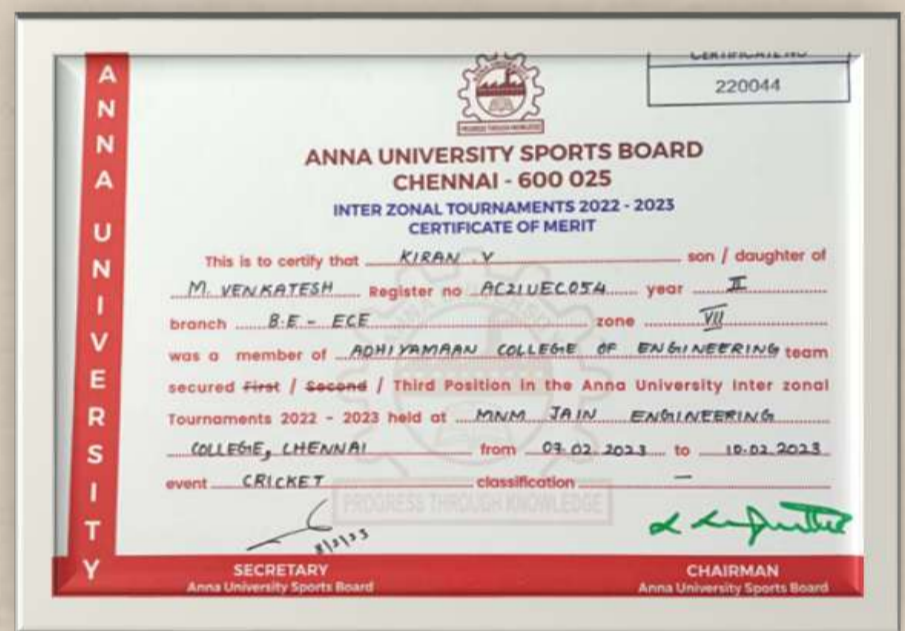 ANNA UNIVERSITY
CERTIFICATE NO
220044
PROGRESS THROUGH KNOWLEDGE
ANNA UNIVERSITY SPORTS BOARD
CHENNAI - 600 025
INTER ZONAL TOURNAMENTS 2022 - 2023
CERTIFICATE OF MERIT
This is to certify that KIRAN . V son / daughter of
M. VENKATESH Register no AC21UEC054 year II
branch B.E - ECE zone VII
was a member of ADHIYAMAAN COLLEGE OF ENGINEERING team
secured First / Second / Third Position in the Anna University Inter zonal
Tournaments 2022 - 2023 held at MNM JAIN ENGINEERING
COLLEGE, CHENNAI from 07.02.2023 to 10.02.2023
event CRICKET classification —
PROGRESS THROUGH KNOWLEDGE
SECRETARY
Anna University Sports Board
CHAIRMAN
Anna University Sports Board